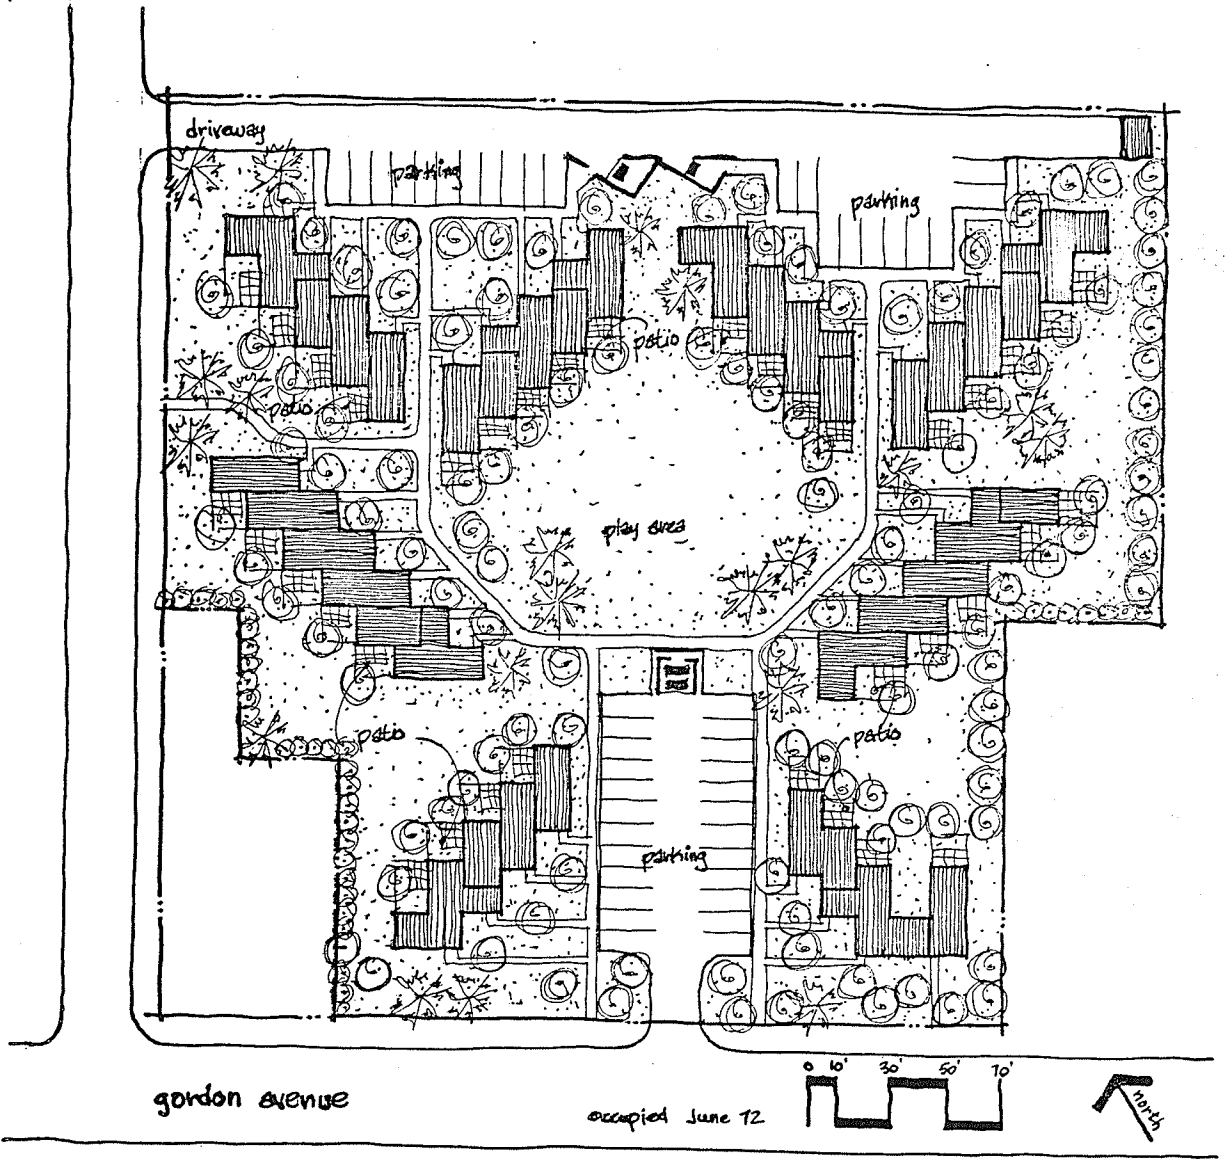 driveway
parking
parking
patio
patio
play area
patio
patio
parking
0 10' 30' 50' 70'
gordon avenue
occupied June 72
north